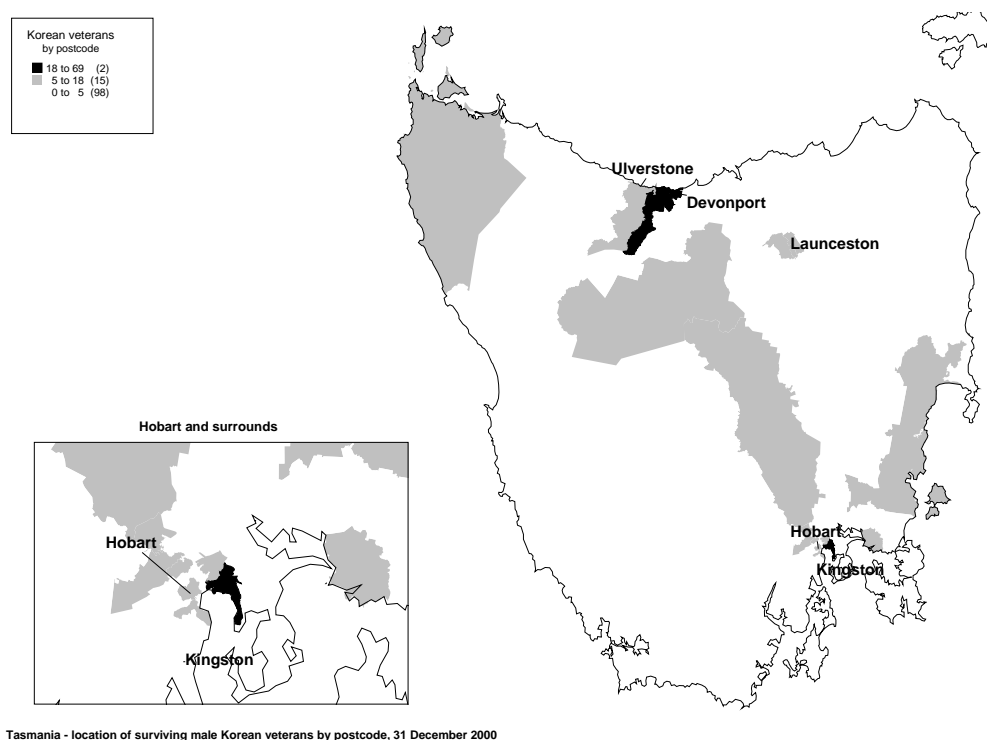 Korean veterans
by postcode
18 to 69 (2)
5 to 18 (15)
0 to 5 (98)
Ulverstone
Devonport
Launceston
Hobart
Kingston
Hobart and surrounds
Hobart
Kingston
Tasmania - location of surviving male Korean veterans by postcode, 31 December 2000